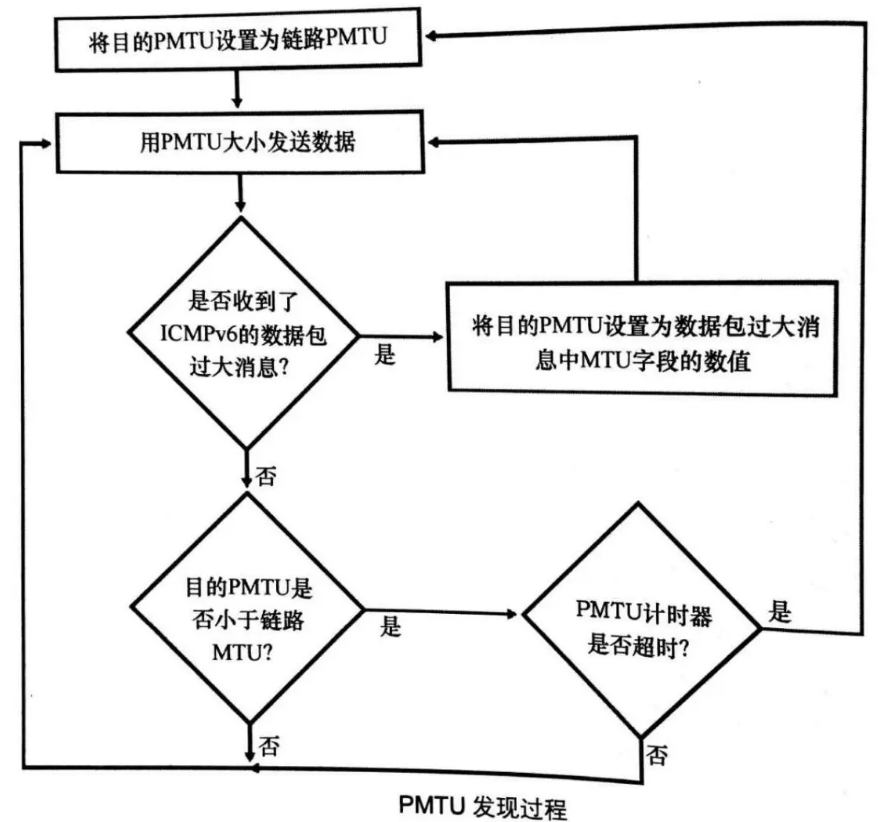 将目的PMTU设置为链路PMTU
用PMTU大小发送数据
是否收到了
ICMPv6的数据包
过大消息?
是
将目的PMTU设置为数据包过大消
息中MTU字段的数值
否
目的PMTU是
否小于链路
MTU?
是
PMTU计时器
是否超时?
是
否
否
PMTU 发现过程